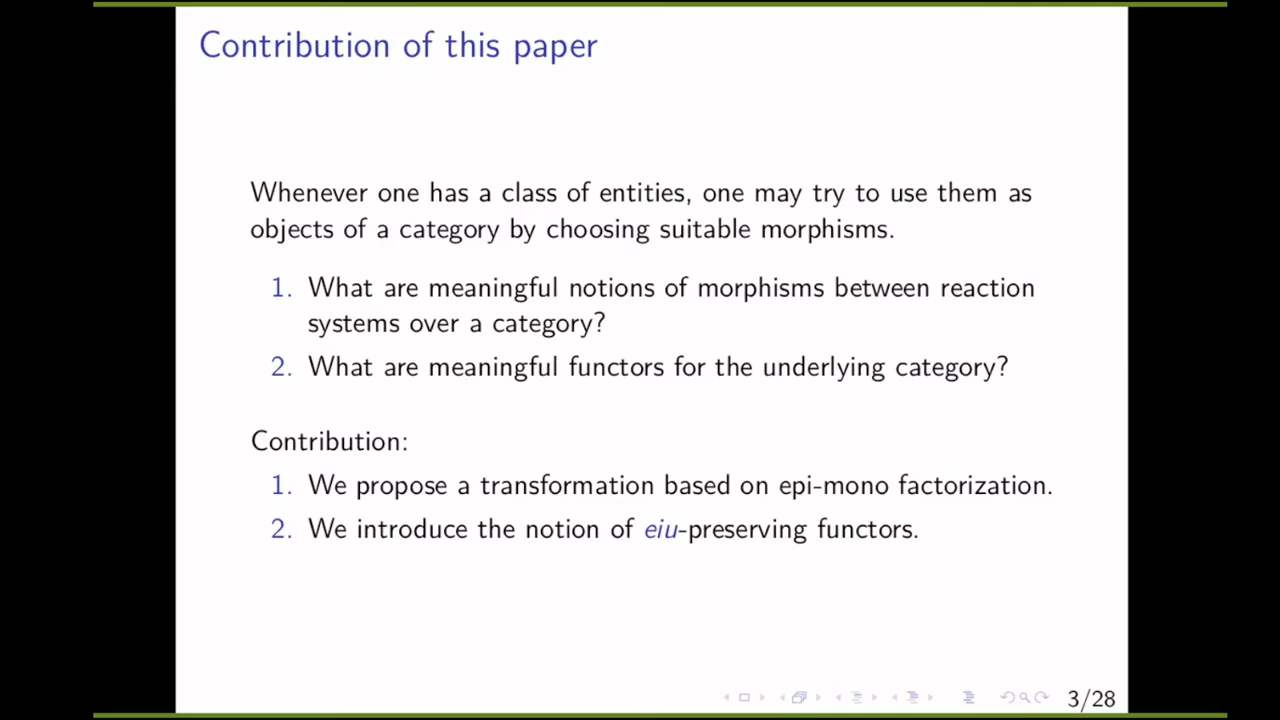 Contribution of this paper
Whenever one has a class of entities, one may try to use them as
objects of a category by choosing suitable morphisms.
1. What are meaningful notions of morphisms between reaction
systems over a category?
2. What are meaningful functors for the underlying category?
Contribution:
1. We propose a transformation based on epi-mono factorization.
2. We introduce the notion of eiu-preserving functors.
3/28